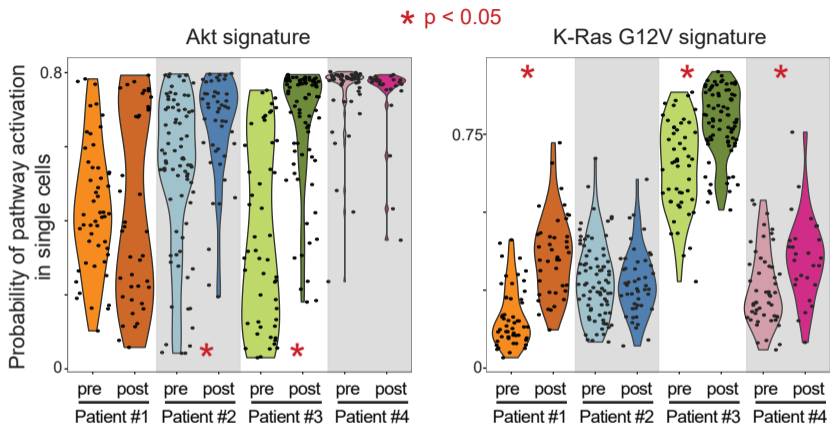 * p < 0.05
Akt signature
K-Ras G12V signature
Probability of pathway activation
in single cells
0.8
0
*
*
pre post pre post pre post pre post
Patient #1 Patient #2 Patient #3 Patient #4
0.75
0
*
*
*
pre post pre post pre post pre post
Patient #1 Patient #2 Patient #3 Patient #4